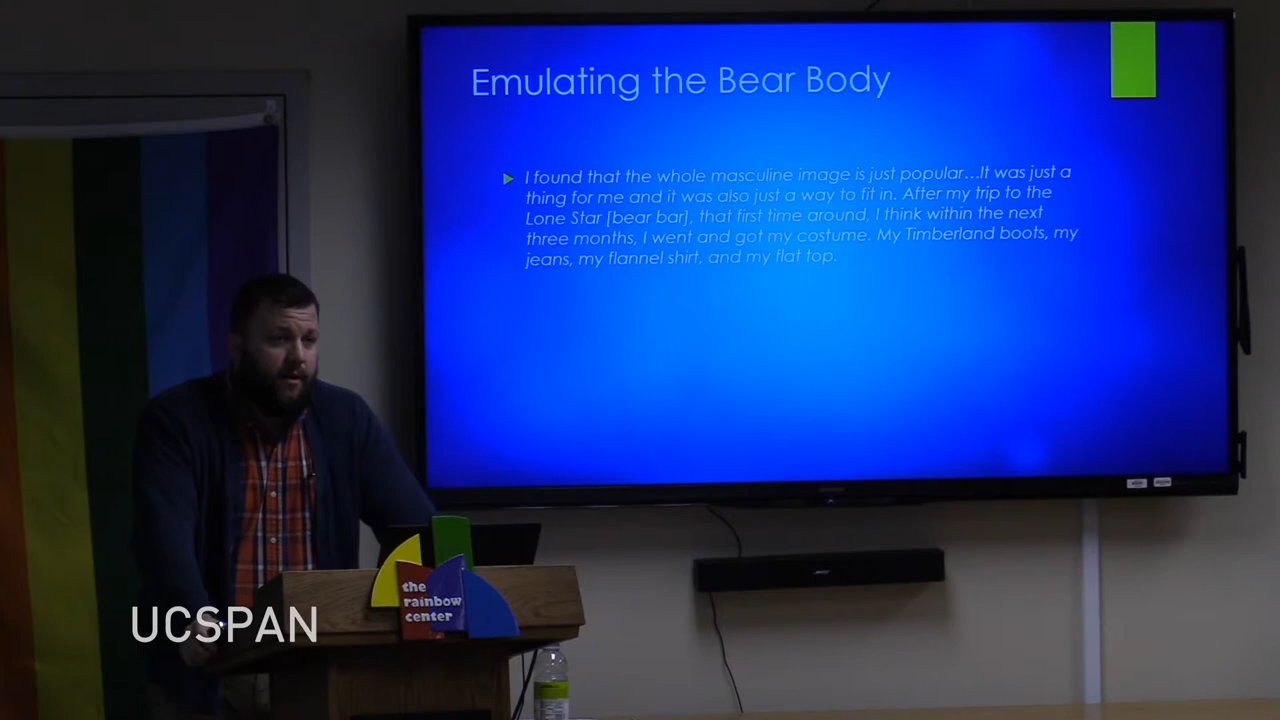 Emulating the Bear Body
I found that the whole masculine image is just popular...It was just a
thing for me and it was also just a way to fit in. After my trip to the
Lone Star [bear bar], that first time around, I think within the next
three months, I went and got my costume. My Timberland boots, my
jeans, my flannel shirt, and my flat top.
the
rainbow
center
UCSPAN